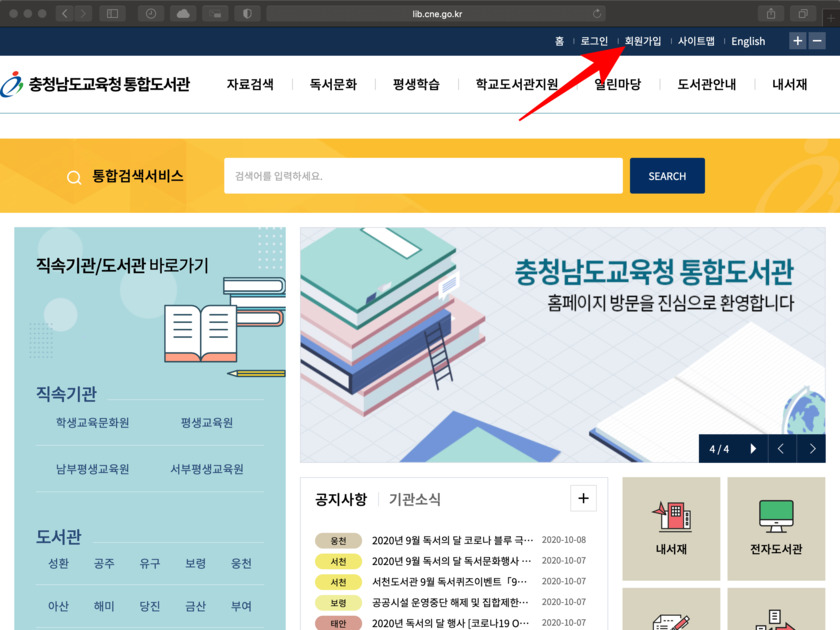 lib.cne.go.kr
홈 로그인 회원가입 사이트맵 English + −
충청남도교육청 통합도서관
자료검색 독서문화 평생학습 학교도서관지원 열린마당 도서관안내 내서재
통합검색서비스 검색어를 입력하세요. SEARCH
직속기관/도서관 바로가기
직속기관
학생교육문화원 평생교육원
남부평생교육원 서부평생교육원
도서관
성환 공주 유구 보령 웅천
아산 해미 당진 금산 부여
충청남도교육청 통합도서관
홈페이지 방문을 진심으로 환영합니다
4 / 4
공지사항 기관소식 +
웅천 2020년 9월 독서의 달 코로나 블루 극··· 2020-10-08
서천 2020년 9월 독서의 달 독서문화행사 ··· 2020-10-07
서천 서천도서관 9월 독서퀴즈이벤트「9··· 2020-10-07
보령 공공시설 운영중단 해제 및 집합제한··· 2020-10-07
태안 2020년 독서의 달 행사 [코로나19 O··· 2020-10-07
내서재
전자도서관